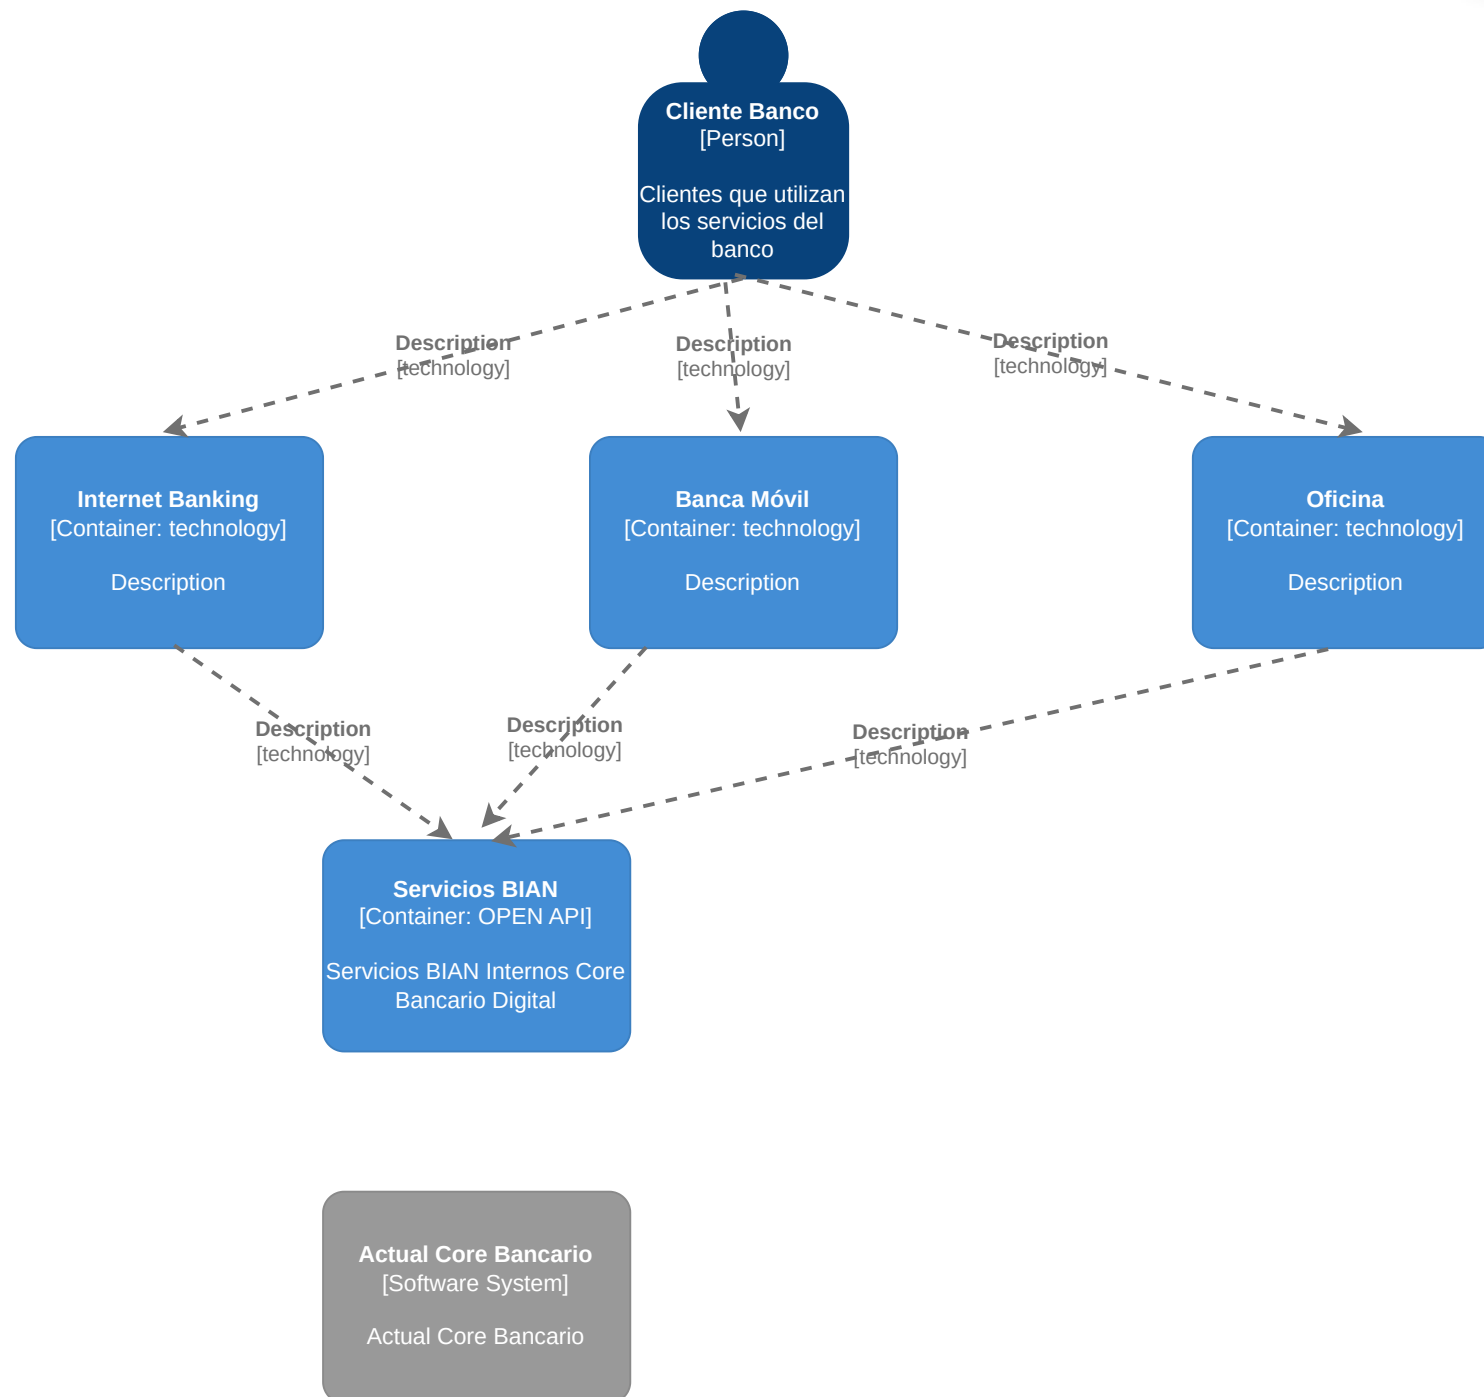 Cliente Banco
[Person]
Clientes que utilizan
los servicios del
banco
Description
[technology]
Description
[technology]
Description
[technology]
Internet Banking
[Container: technology]
Description
Banca Móvil
[Container: technology]
Description
Oficina
[Container: technology]
Description
Description
[technology]
Description
[technology]
Description
[technology]
Servicios BIAN
[Container: OPEN API]
Servicios BIAN Internos Core
Bancario Digital
Actual Core Bancario
[Software System]
Actual Core Bancario